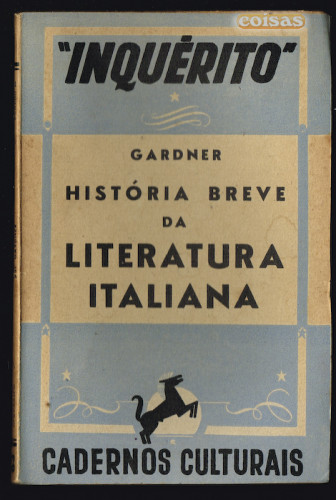 coisas
"INQUÉRITO"
GARDNER
HISTÓRIA BREVE
DA
LITERATURA
ITALIANA
CADERNOS CULTURAIS